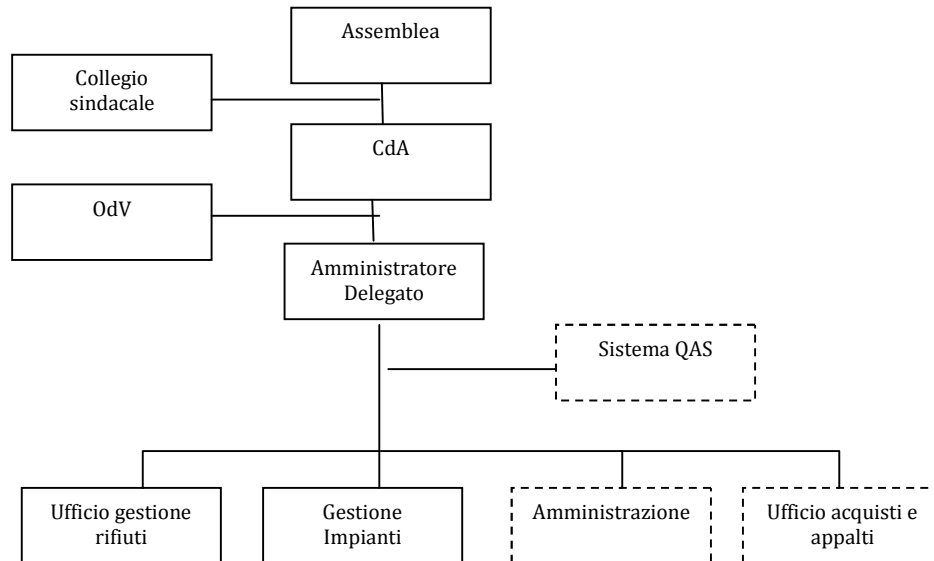 Assemblea
Collegio
sindacale
CdA
OdV
Amministratore
Delegato
Sistema QAS
Ufficio gestione
rifiuti
Gestione
Impianti
Amministrazione
Ufficio acquisti e
appalti